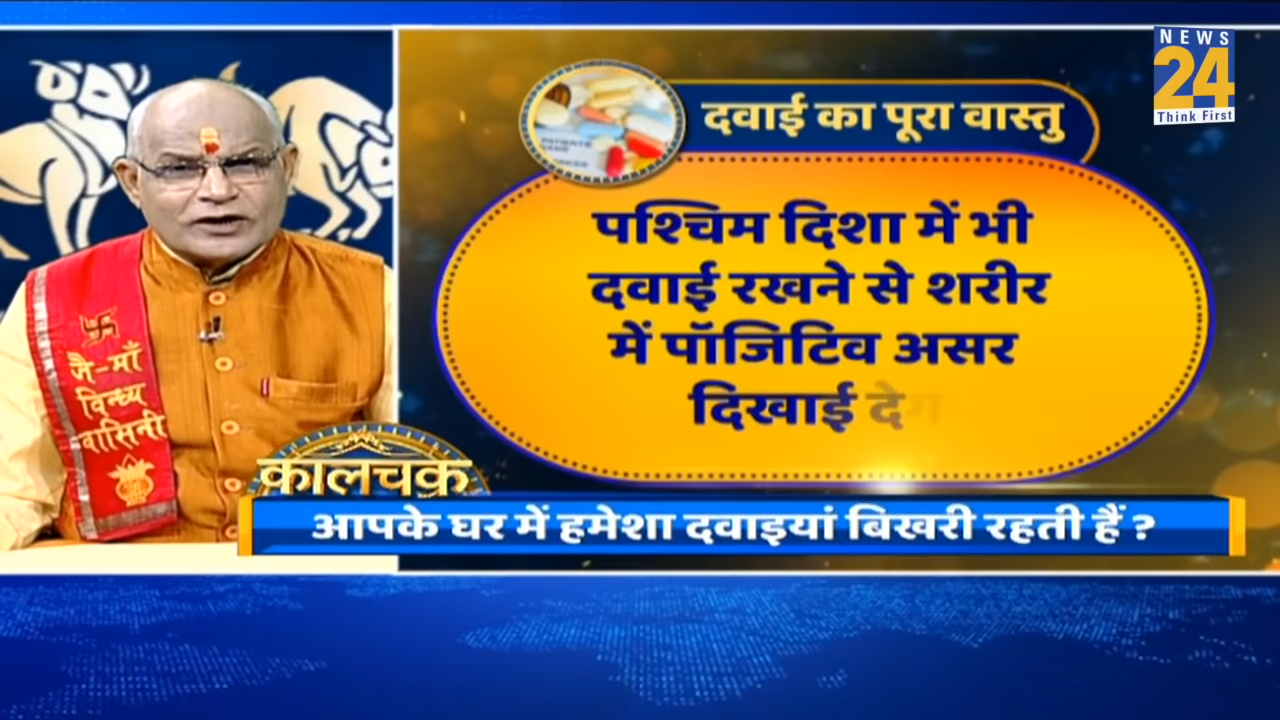 NEWS
24
Think First
दवाई का पूरा वास्तु
पश्चिम दिशा में भी
दवाई रखने से शरीर
में पॉजिटिव असर
दिखाई देग
जै-माँ
विन्ध्य
वासिनी
कालचक्र
आपके घर में हमेशा दवाइयां बिखरी रहती हैं ?